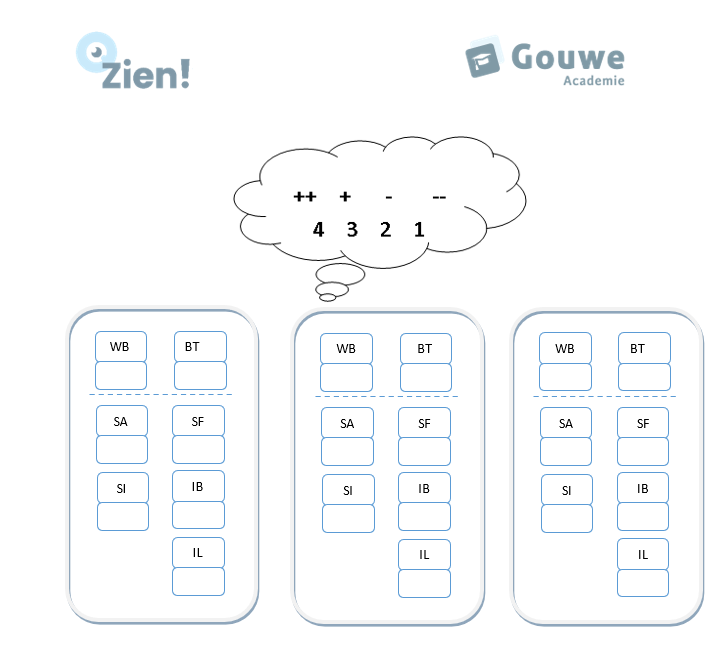 Zien!
Gouwe
Academie
++ + - --
4 3 2 1
WB BT
SA SF
SI IB
IL
WB BT
SA SF
SI IB
IL
WB BT
SA SF
SI IB
IL